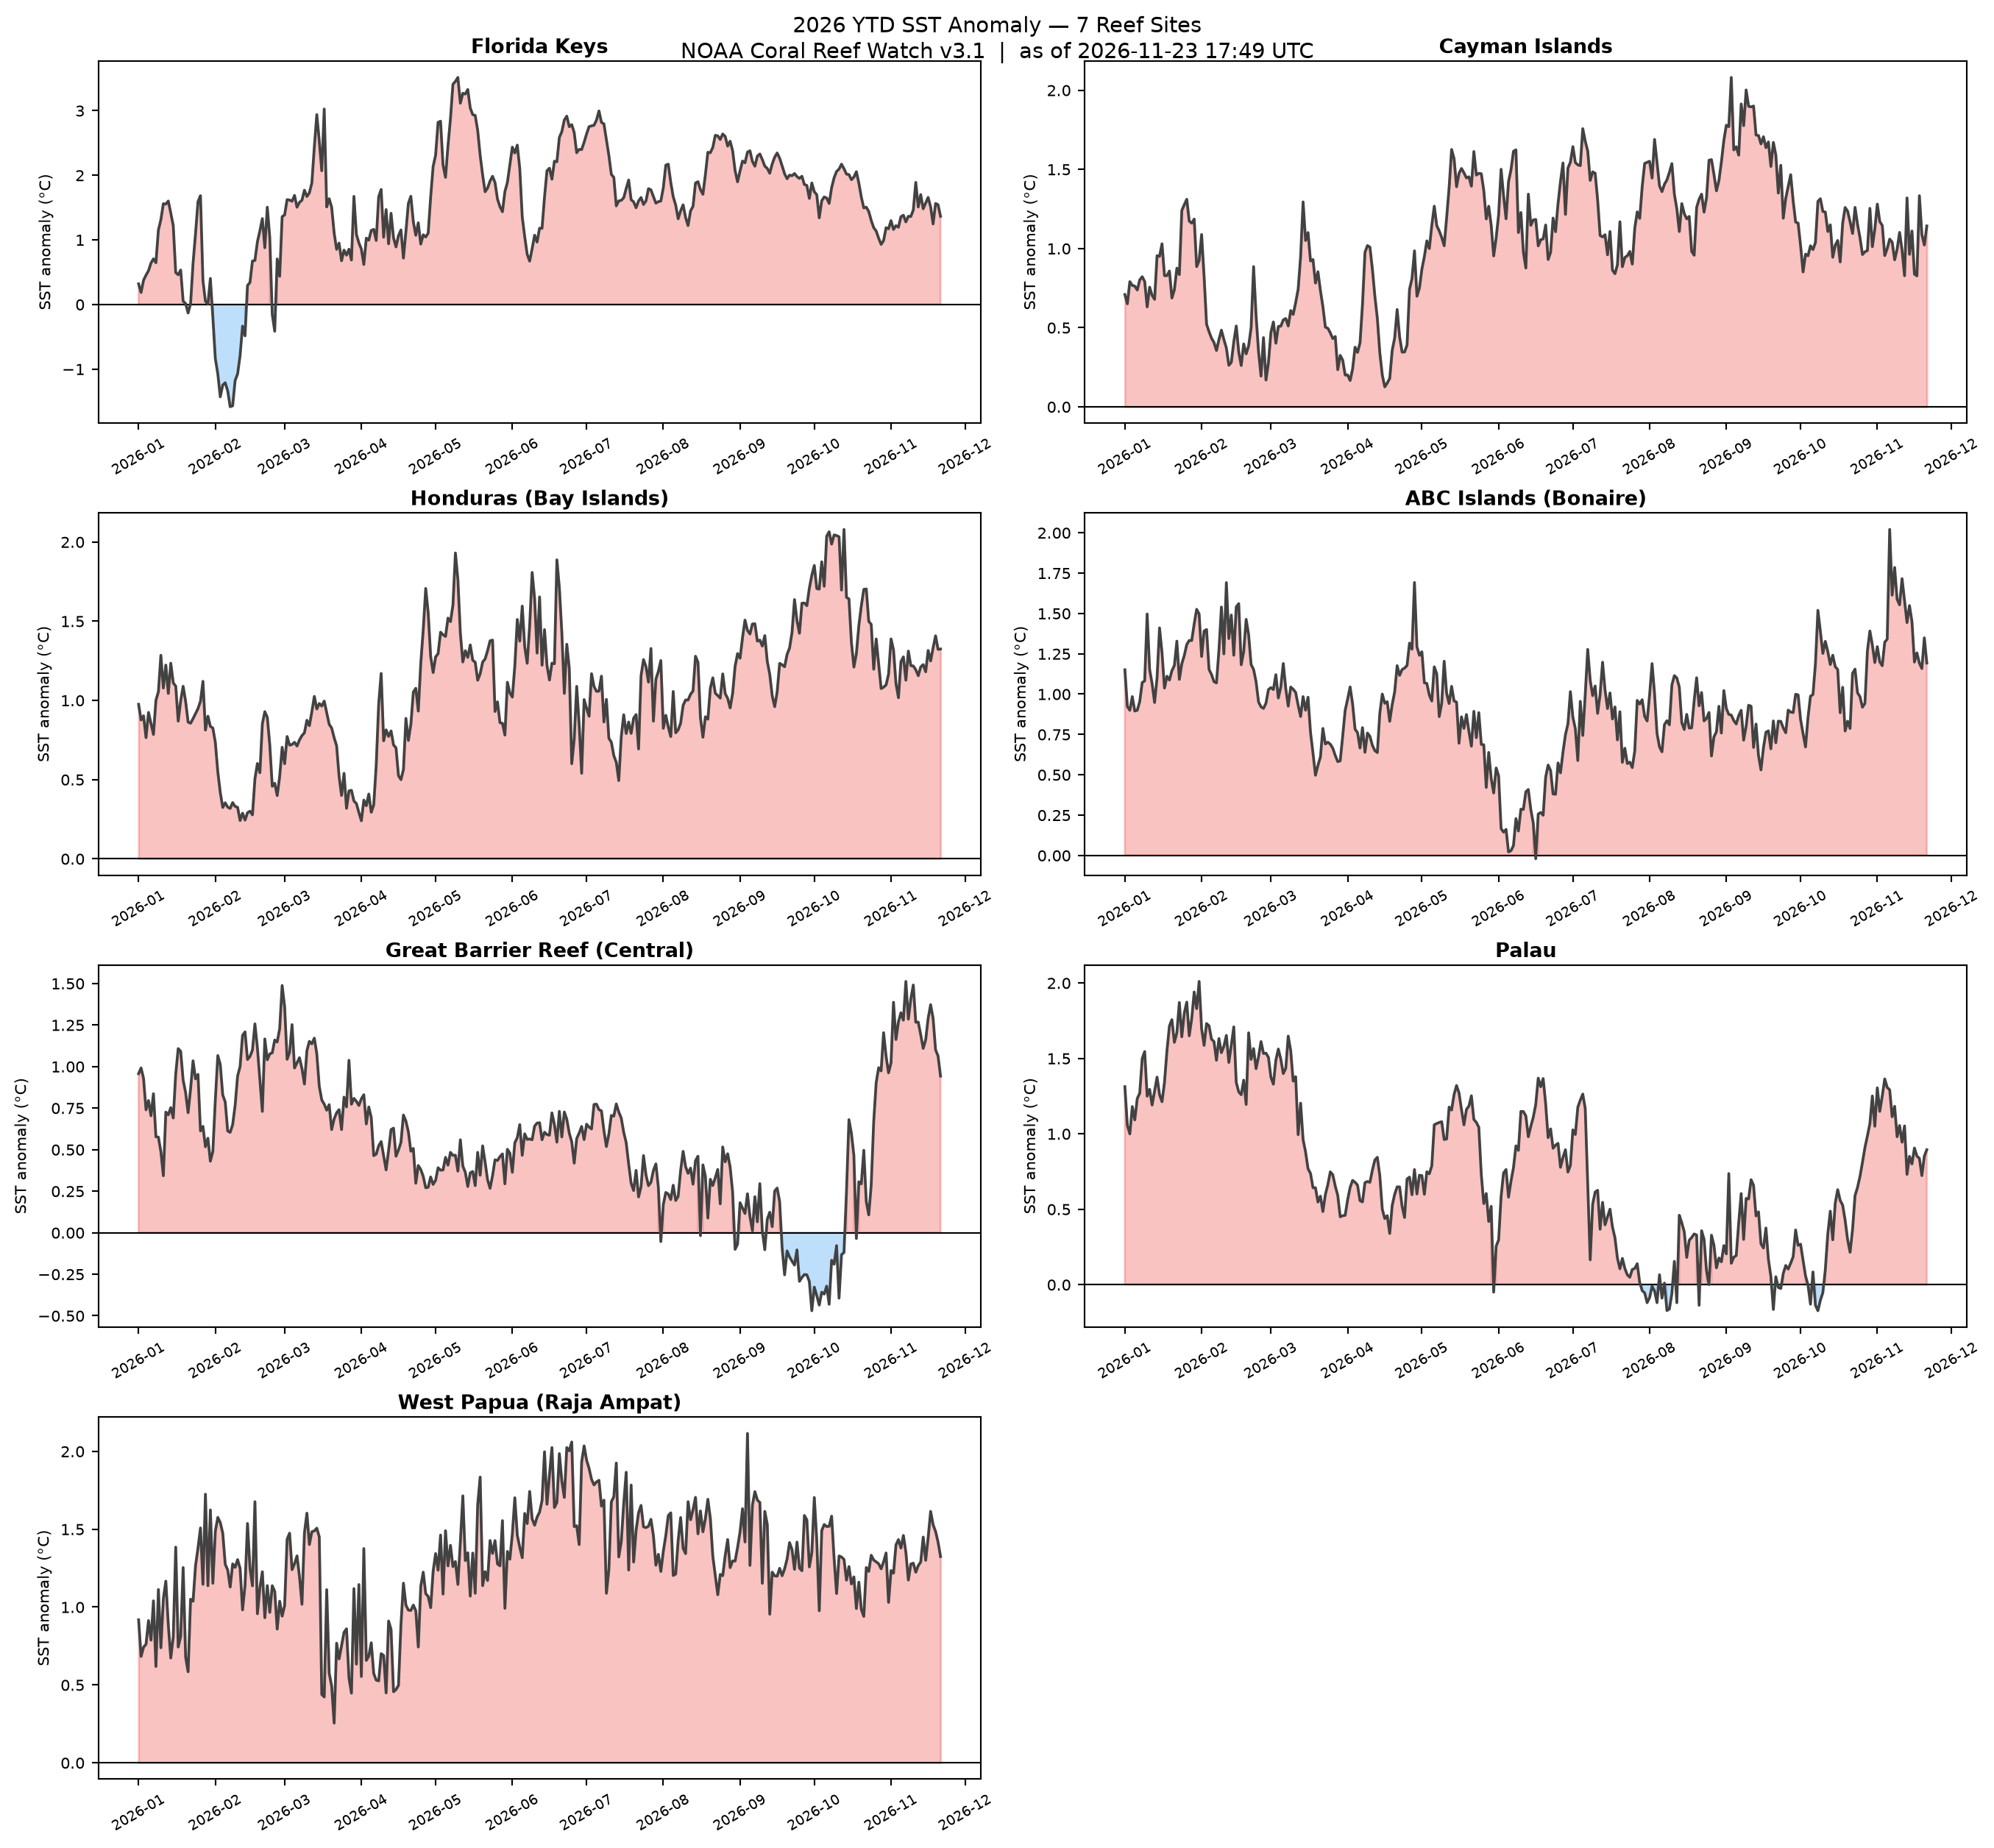 2026 YTD SST Anomaly — 7 Reef Sites
NOAA Coral Reef Watch v3.1 | as of 2026-11-23 17:49 UTC
Florida Keys
SST anomaly (°C)
3
2
1
0
−1
2026-01 2026-02 2026-03 2026-04 2026-05 2026-06 2026-07 2026-08 2026-09 2026-10 2026-11 2026-12
Cayman Islands
SST anomaly (°C)
2.0
1.5
1.0
0.5
0.0
2026-01 2026-02 2026-03 2026-04 2026-05 2026-06 2026-07 2026-08 2026-09 2026-10 2026-11 2026-12
Honduras (Bay Islands)
SST anomaly (°C)
2.0
1.5
1.0
0.5
0.0
2026-01 2026-02 2026-03 2026-04 2026-05 2026-06 2026-07 2026-08 2026-09 2026-10 2026-11 2026-12
ABC Islands (Bonaire)
SST anomaly (°C)
2.00
1.75
1.50
1.25
1.00
0.75
0.50
0.25
0.00
2026-01 2026-02 2026-03 2026-04 2026-05 2026-06 2026-07 2026-08 2026-09 2026-10 2026-11 2026-12
Great Barrier Reef (Central)
SST anomaly (°C)
1.50
1.25
1.00
0.75
0.50
0.25
0.00
−0.25
−0.50
2026-01 2026-02 2026-03 2026-04 2026-05 2026-06 2026-07 2026-08 2026-09 2026-10 2026-11 2026-12
Palau
SST anomaly (°C)
2.0
1.5
1.0
0.5
0.0
2026-01 2026-02 2026-03 2026-04 2026-05 2026-06 2026-07 2026-08 2026-09 2026-10 2026-11 2026-12
West Papua (Raja Ampat)
SST anomaly (°C)
2.0
1.5
1.0
0.5
0.0
2026-01 2026-02 2026-03 2026-04 2026-05 2026-06 2026-07 2026-08 2026-09 2026-10 2026-11 2026-12